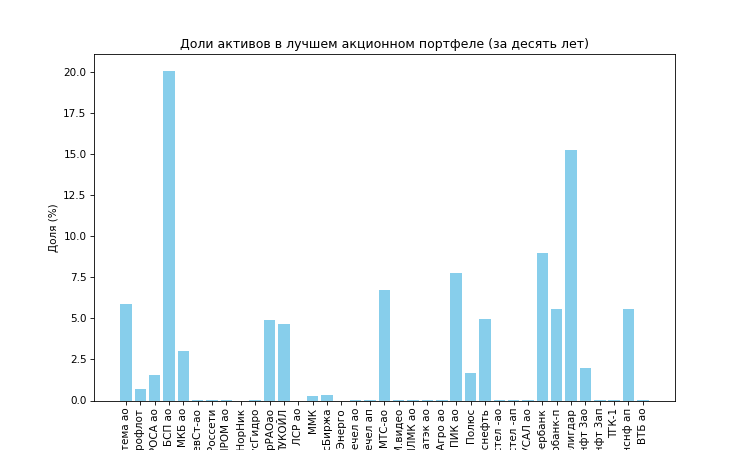 Доли активов в лучшем акционном портфеле (за десять лет)
Доля (%)
20.0
17.5
15.0
12.5
10.0
7.5
5.0
2.5
0.0
тема ао
рофлот
РОСА ао
БСП ао
МКБ ао
евСт-ао
Россети
ПРОМ ао
НорНик
усГидро
рРАОао
ЛУКОЙЛ
ЛСР ао
ММК
сБиржа
Энерго
ечел ао
ечел ап
МТС-ао
М.видео
ЛМК ао
атэк ао
Агро ао
ПИК ао
Полюс
снефть
стел -ао
стел -ап
УСАЛ ао
ербанк
рбанк-п
лигдар
нфт 3ао
нфт 3ап
ТГК-1
нснф ап
ВТБ ао